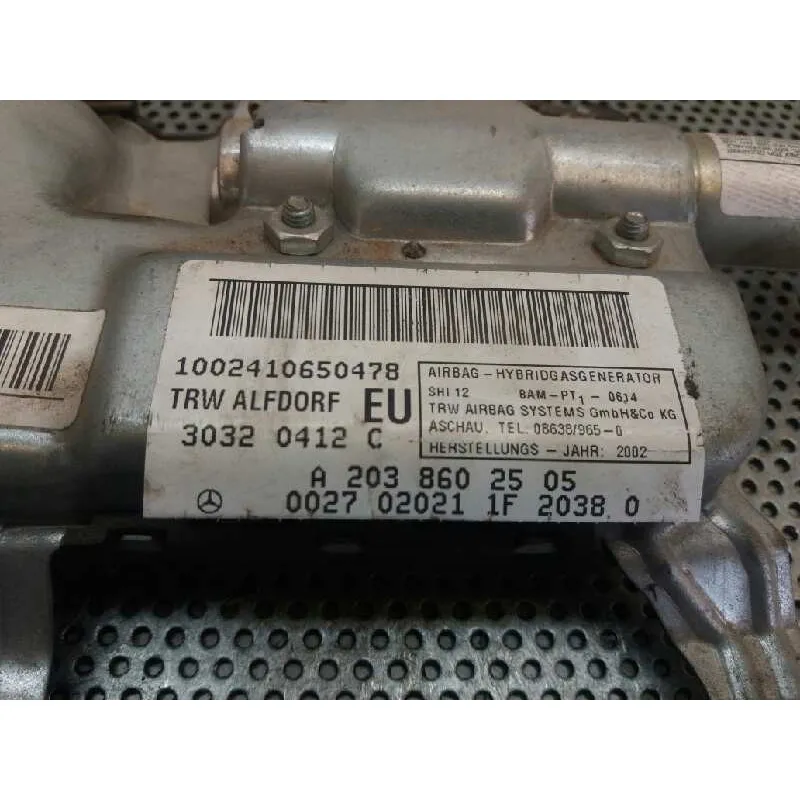 1002410650478
TRW ALFDORF EU
3032 0412 C
AIRBAG - HYBRIDGASGENERATOR
SHI 12 BAM-PT1-0614
TRW AIRBAG SYSTEMS GmbH&Co KG
ASCHAU. TEL. 08638/965-0
HERSTELLUNGS - JAHR: 2002
A 203 860 25 05
0027 02021 1F 2038 0